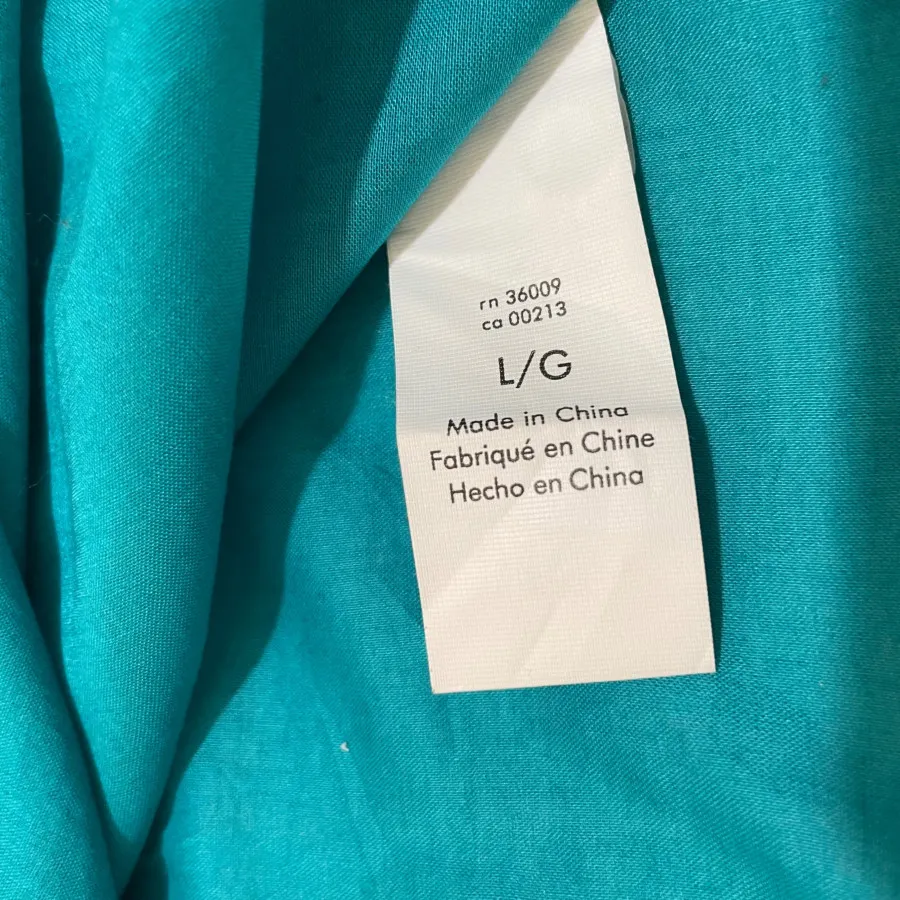 rn 36009
ca 00213
L/G
Made in China
Fabriqué en Chine
Hecho en China